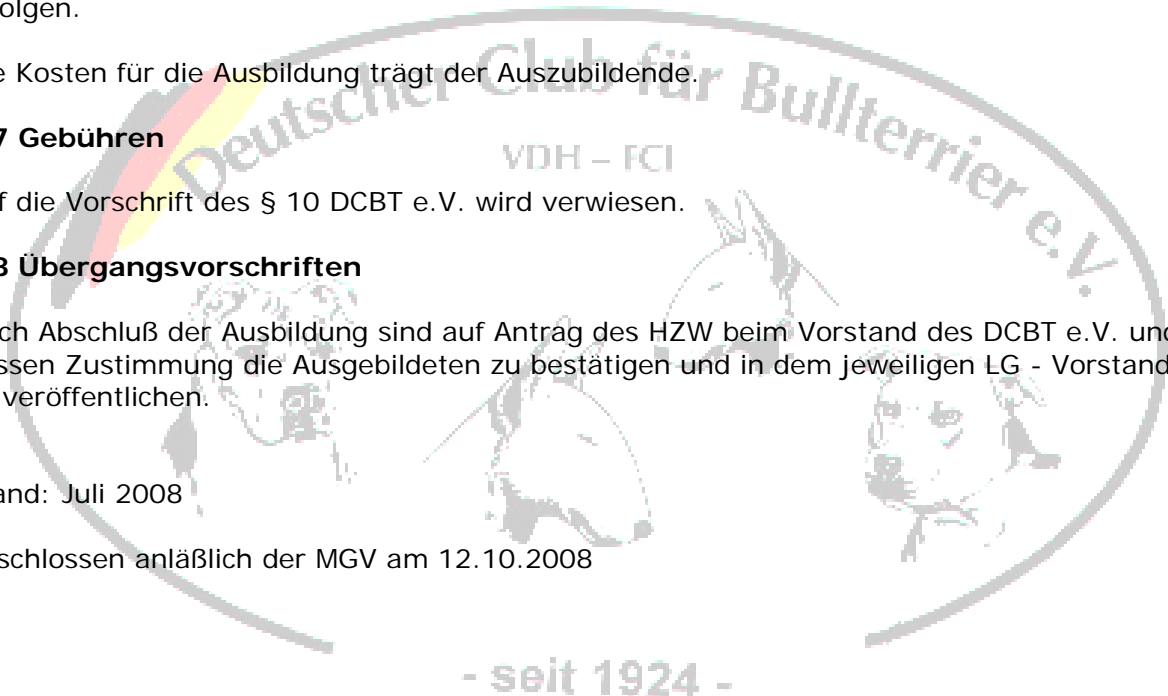 olgen.
e Kosten für die Ausbildung trägt der Auszubildende.
7 Gebühren
f die Vorschrift des § 10 DCBT e.V. wird verwiesen.
8 Übergangsvorschriften
ch Abschluß der Ausbildung sind auf Antrag des HZW beim Vorstand des DCBT e.V. und
ssen Zustimmung die Ausgebildeten zu bestätigen und in dem jeweiligen LG - Vorstand
veröffentlichen.
and: Juli 2008
schlossen anläßlich der MGV am 12.10.2008
Deutscher Club für Bullterrier e.V.
VDH – FCI
- seit 1924 -